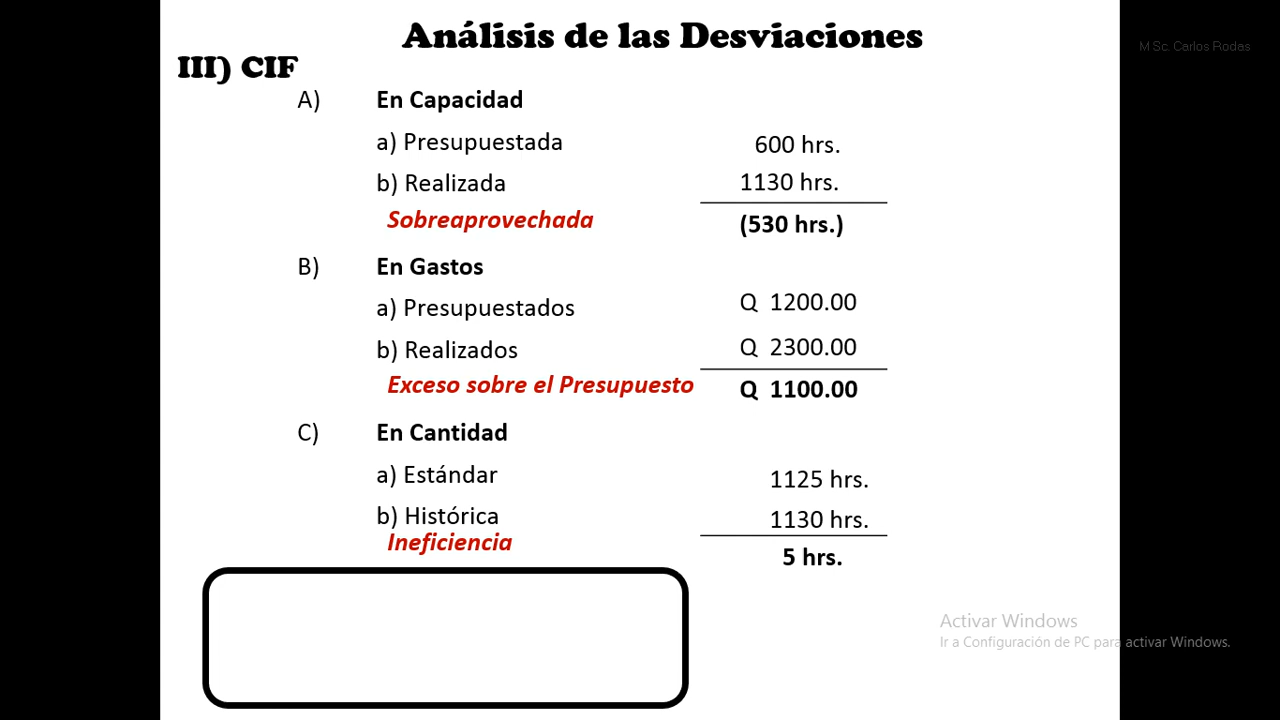 Análisis de las Desviaciones
M Sc. Carlos Rodas
III) CIF
A) En Capacidad
a) Presupuestada 600 hrs.
b) Realizada 1130 hrs.
Sobreaprovechada (530 hrs.)
B) En Gastos
a) Presupuestados Q 1200.00
b) Realizados Q 2300.00
Exceso sobre el Presupuesto Q 1100.00
C) En Cantidad
a) Estándar 1125 hrs.
b) Histórica 1130 hrs.
Ineficiencia 5 hrs.
Activar Windows
Ir a Configuración de PC para activar Windows.